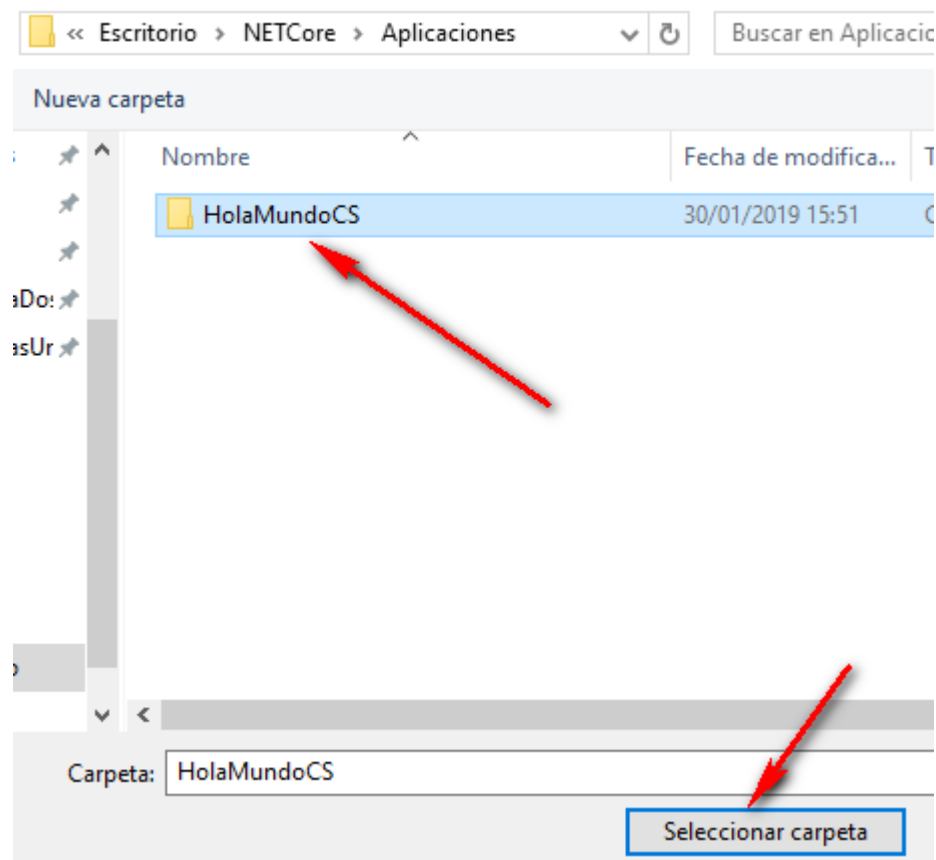 « Escritorio > NETCore > Aplicaciones
Buscar en
Nueva carpeta
Nombre
Fecha de modifica...
HolaMundoCS
30/01/2019 15:51
Carpeta: HolaMundoCS
Seleccionar carpeta